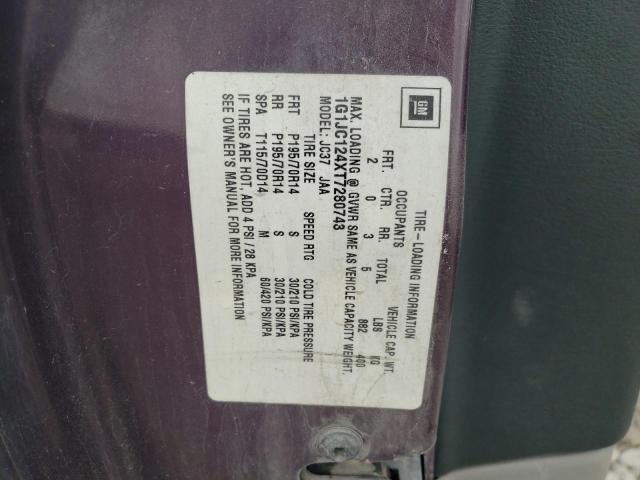 GM
TIRE-LOADING INFORMATION
OCCUPANTS VEHICLE CAP. WT.
FRT. CTR. RR. TOTAL LBS KG
2 0 3 5 882 400
MAX. LOADING @ GVWR SAME AS VEHICLE CAPACITY WEIGHT.
1G1JC124XT7280743
MODEL: JC37 JAA
TIRE SIZE SPEED RTG COLD TIRE PRESSURE
FRT P195/70R14 S 30/210 PSI/KPA
RR P195/70R14 S 30/210 PSI/KPA
SPA T115/70D14 M 60/420 PSI/KPA
IF TIRES ARE HOT, ADD 4 PSI / 28 KPA
SEE OWNER'S MANUAL FOR MORE INFORMATION